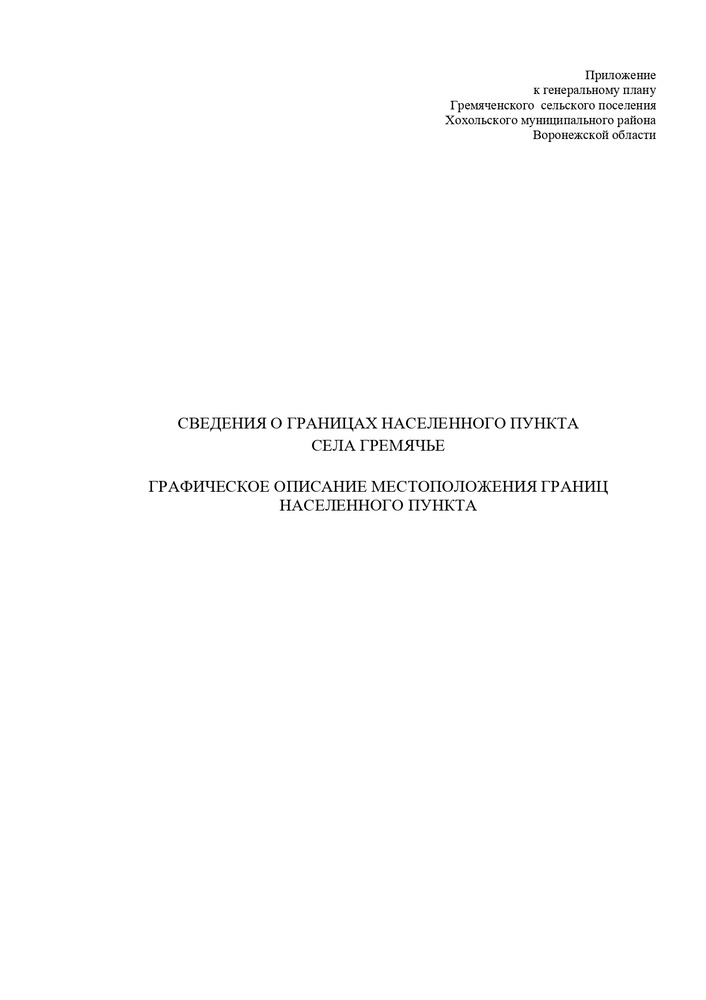 Приложение
к генеральному плану
Гремяченского  сельского поселения
Хохольского муниципального района
Воронежской области
СВЕДЕНИЯ О ГРАНИЦАХ НАСЕЛЕННОГО ПУНКТА
СЕЛА ГРЕМЯЧЬЕ
ГРАФИЧЕСКОЕ ОПИСАНИЕ МЕСТОПОЛОЖЕНИЯ ГРАНИЦ
НАСЕЛЕННОГО ПУНКТА